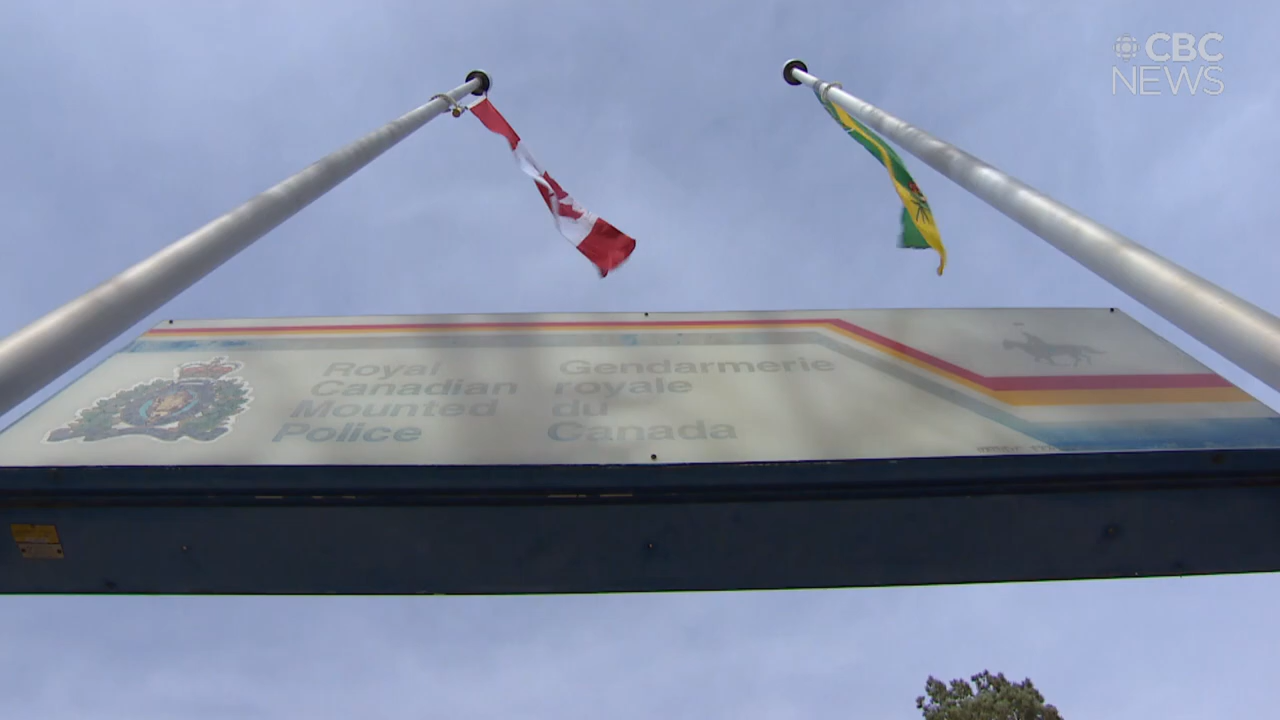 CBC
NEWS
Royal
Canadian
Mounted
Police
Gendarmerie
royale
du
Canada